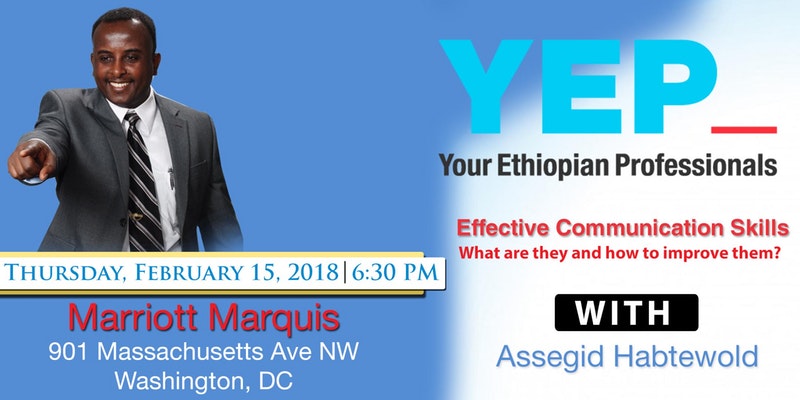 YEP_
Your Ethiopian Professionals
Effective Communication Skills
What are they and how to improve them?
WITH
Assegid Habtewold
Thursday, February 15, 2018|6:30 PM
Marriott Marquis
901 Massachusetts Ave NW
Washington, DC